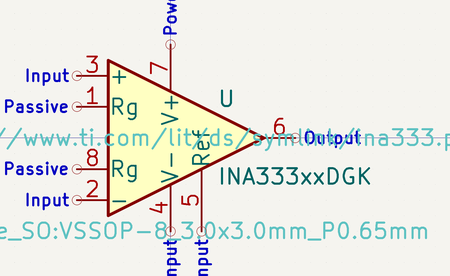 Power
7
Input 3 +
Passive 1 Rg
V+
U
//www.ti.com/lit/ds/symlink/ina333.p
6 Output
Passive 8 Rg
V-
Ref
INA333xxDGK
Input 2 -
4
5
e_SO:VSSOP-8_3.0x3.0mm_P0.65mm
Input
Input